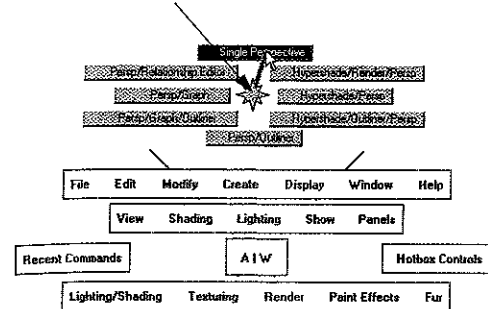 Single Perspective
Persp/Relationship Editor Hypershade/Render/Persp
Persp/Graph Hypershade/Persp
Persp/Graph/Outliner Hypershade/Outliner/Persp
Persp/Outliner
File Edit Modify Create Display Window Help
View Shading Lighting Show Panels
Recent Commands A|W Hotbox Controls
Lighting/Shading Texturing Render Paint Effects Fur